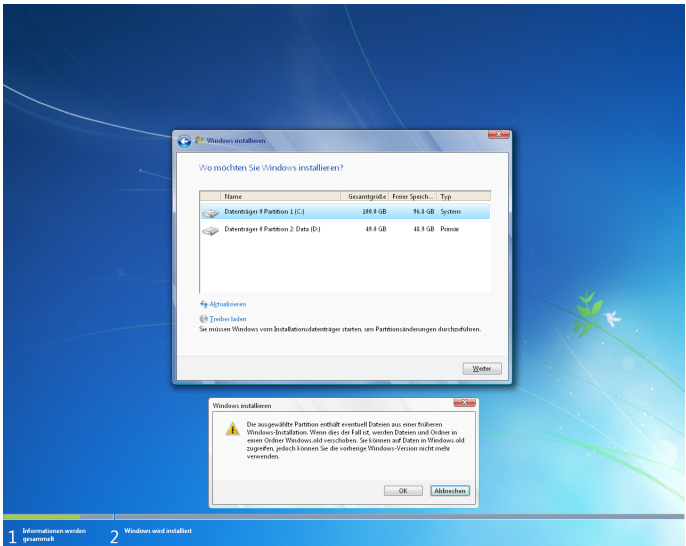 Windows installieren
Wo möchten Sie Windows installieren?
Name Gesamtgröße Freier Speich... Typ
Datenträger 0 Partition 1 (C:) 100.0 GB 96.8 GB System
Datenträger 0 Partition 2: Data (D:) 49.0 GB 48.9 GB Primär
Aktualisieren
Treiber laden
Sie müssen Windows vom Installationsdatenträger starten, um Partitionsänderungen durchzuführen.
Weiter
Windows installieren
Die ausgewählte Partition enthält eventuell Dateien aus einer früheren
Windows-Installation. Wenn dies der Fall ist, werden Dateien und Ordner in
einen Ordner Windows.old verschoben. Sie können auf Daten in Windows.old
zugreifen, jedoch können Sie die vorherige Windows-Version nicht mehr
verwenden.
OK Abbrechen
1 Informationen werden
gesammelt
2 Windows wird installiert